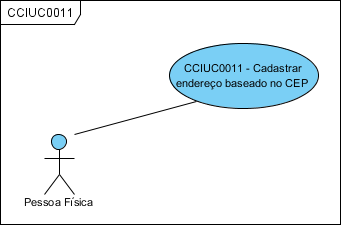 CCIUC0011
CCIUC0011 - Cadastrar
endereço baseado no CEP
Pessoa Física